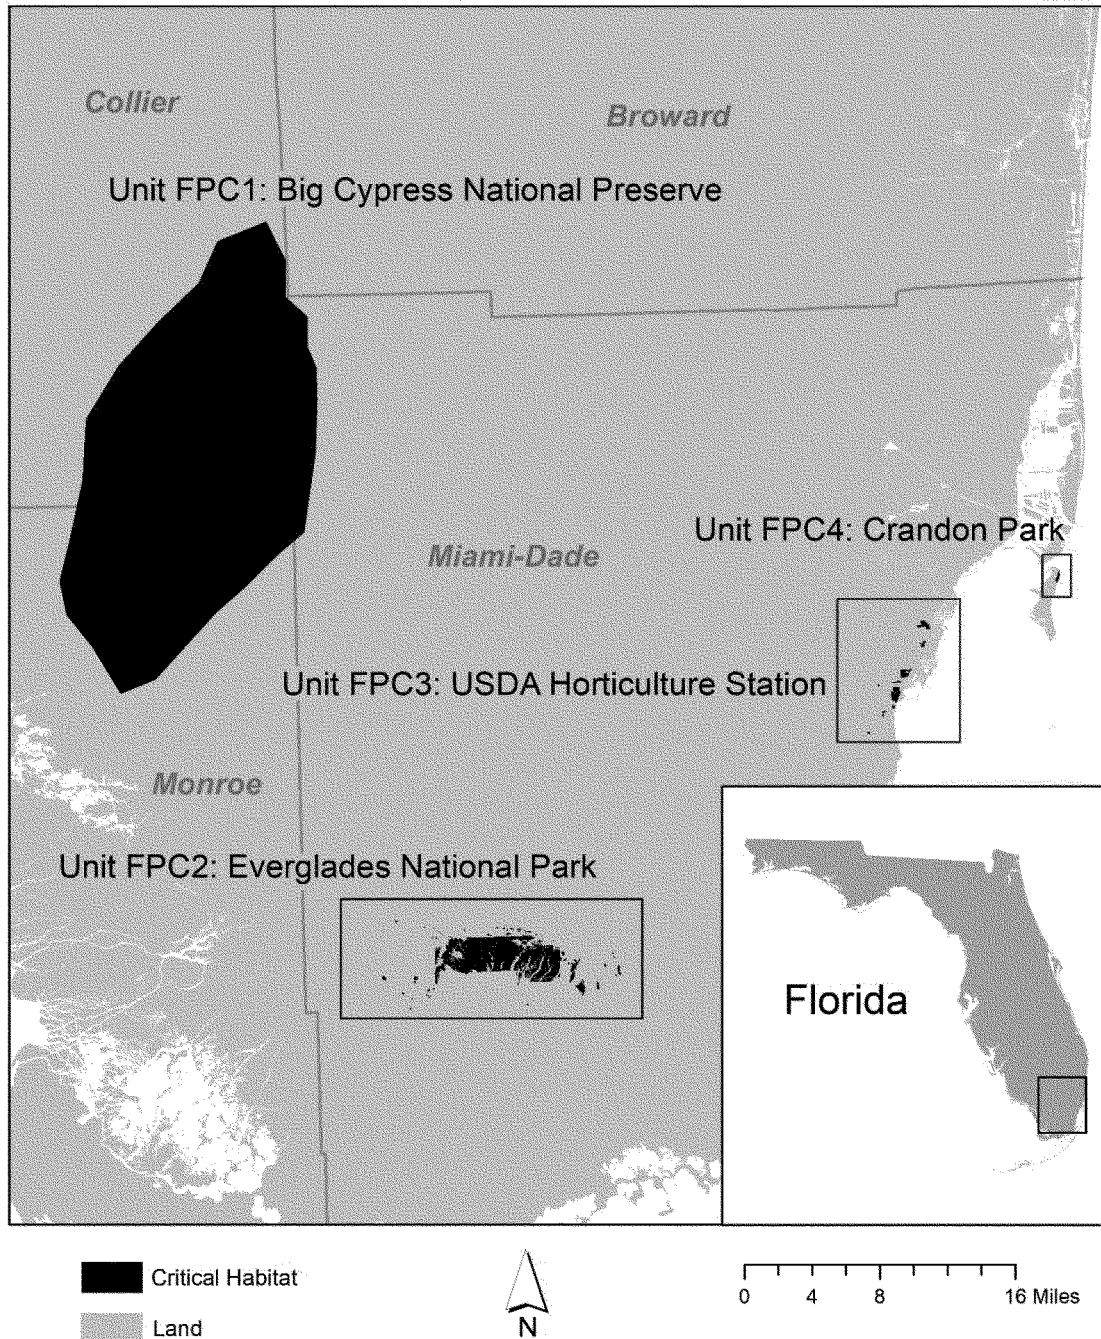 Collier
Broward
Unit FPC1: Big Cypress National Preserve
Unit FPC4: Crandon Park
Miami-Dade
Unit FPC3: USDA Horticulture Station
Monroe
Unit FPC2: Everglades National Park
Florida
Critical Habitat
Land
N
0 4 8 16 Miles